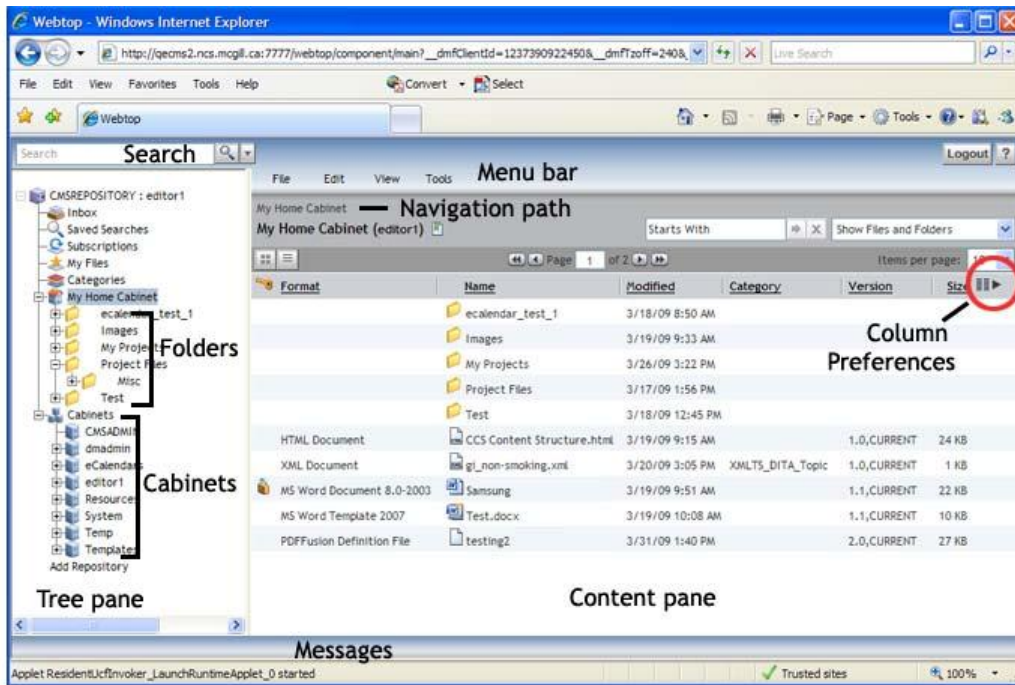 Webtop - Windows Internet Explorer
http://qecms2.ncs.mcgill.ca:7777/webtop/component/main?__dmfClientId=1237390922450&__dmfTzoff=240&
Live Search
File Edit View Favorites Tools Help Convert Select
Webtop Page Tools
Search Search Logout ?
File Edit View Tools Menu bar
CMSREPOSITORY : editor1
Inbox
Saved Searches
Subscriptions
My Files
Categories
My Home Cabinet
ecalendar_test_1
Images
My Projects
Project Files
Misc
Test
Folders
Cabinets
CMSADMIN
dmadmin
eCalendars
editor1
Resources
System
Temp
Templates
Cabinets
Add Repository
Tree pane
My Home Cabinet Navigation path
My Home Cabinet (editor1) Starts With Show Files and Folders
Page 1 of 2 Items per page:
Format Name Modified Category Version Size
Column Preferences
ecalendar_test_1 3/18/09 8:50 AM
Images 3/19/09 9:33 AM
My Projects 3/26/09 3:22 PM
Project Files 3/17/09 1:56 PM
Test 3/18/09 12:45 PM
HTML Document CCS Content Structure.html 3/19/09 9:15 AM 1.0,CURRENT 24 KB
XML Document gi_non-smoking.xml 3/20/09 3:05 PM XMLTS_DITA_Topic 1.0,CURRENT 1 KB
MS Word Document 8.0-2003 Samsung 3/19/09 9:51 AM 1.1,CURRENT 22 KB
MS Word Template 2007 Test.docx 3/19/09 10:08 AM 1.1,CURRENT 10 KB
PDFFusion Definition File testing2 3/31/09 1:40 PM 2.0,CURRENT 27 KB
Content pane
Messages
Applet ResidentUcfInvoker_LaunchRuntimeApplet_0 started Trusted sites 100%